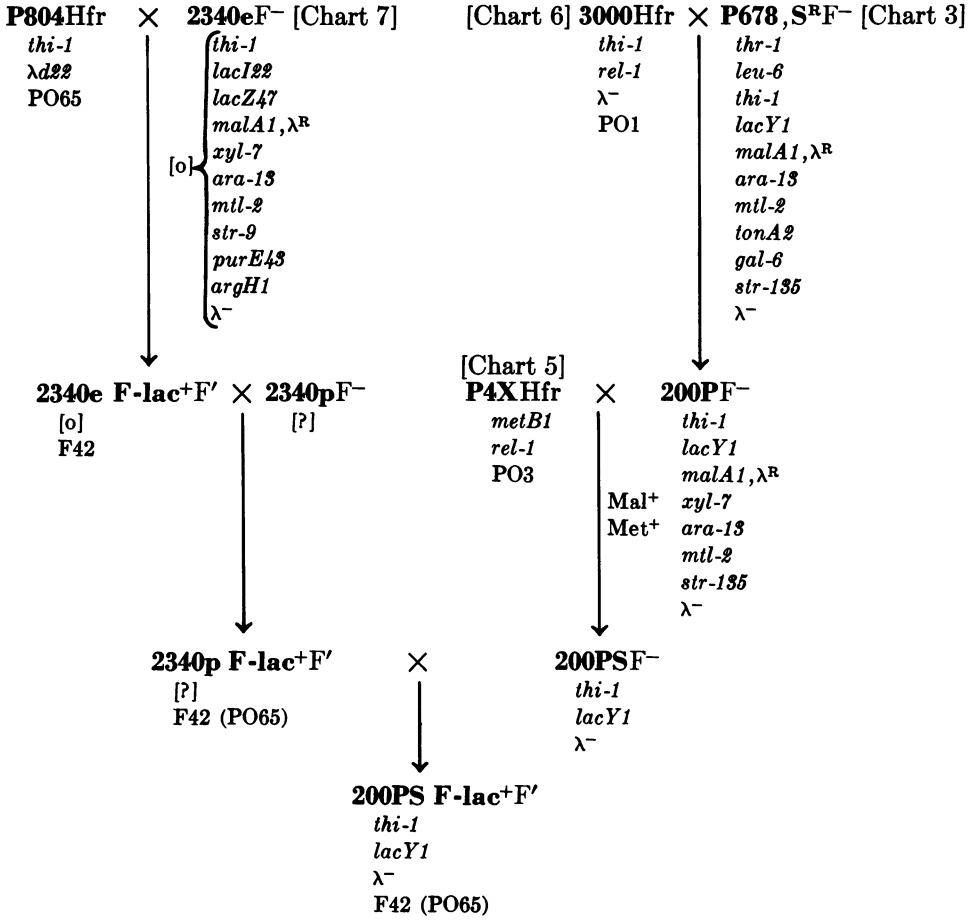 P804Hfr × 2340eF⁻ [Chart 7]
thi-1
λd22
PO65
[o]
thi-1
lacI22
lacZ47
malA1,λᴿ
xyl-7
ara-13
mtl-2
str-9
purE43
argH1
λ⁻
[Chart 6] 3000Hfr × P678,SᴿF⁻ [Chart 3]
thi-1
rel-1
λ⁻
PO1
thr-1
leu-6
thi-1
lacY1
malA1,λᴿ
ara-13
mtl-2
tonA2
gal-6
str-135
λ⁻
2340e F-lac⁺F′ × 2340pF⁻
[o]
F42
[?]
[Chart 5]
P4XHfr × 200PF⁻
metB1
rel-1
PO3
Mal⁺
Met⁺
thi-1
lacY1
malA1,λᴿ
xyl-7
ara-13
mtl-2
str-135
λ⁻
2340p F-lac⁺F′ × 200PSF⁻
[?]
F42 (PO65)
thi-1
lacY1
λ⁻
200PS F-lac⁺F′
thi-1
lacY1
λ⁻
F42 (PO65)